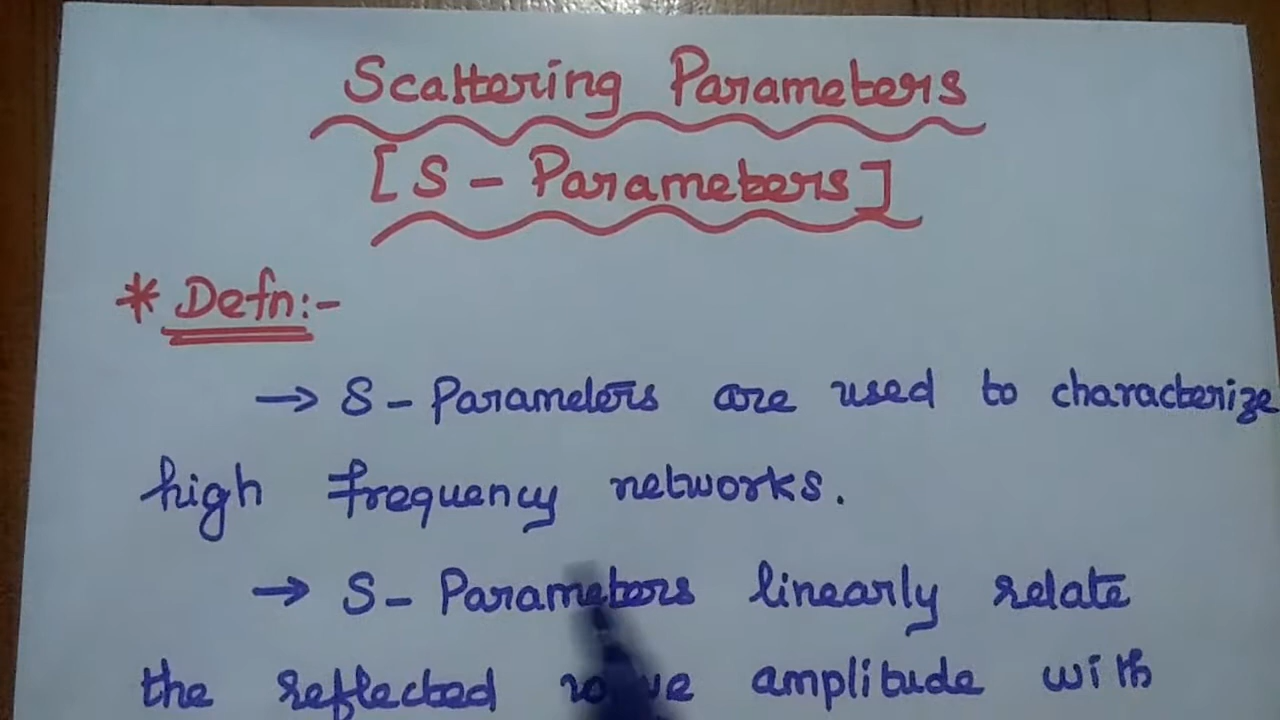 Scattering Parameters
[S - Parameters]
* Defn:-
→ S - Parameters are used to characterize
high frequency networks.
→ S - Parameters linearly relate
the reflected wave amplitude with